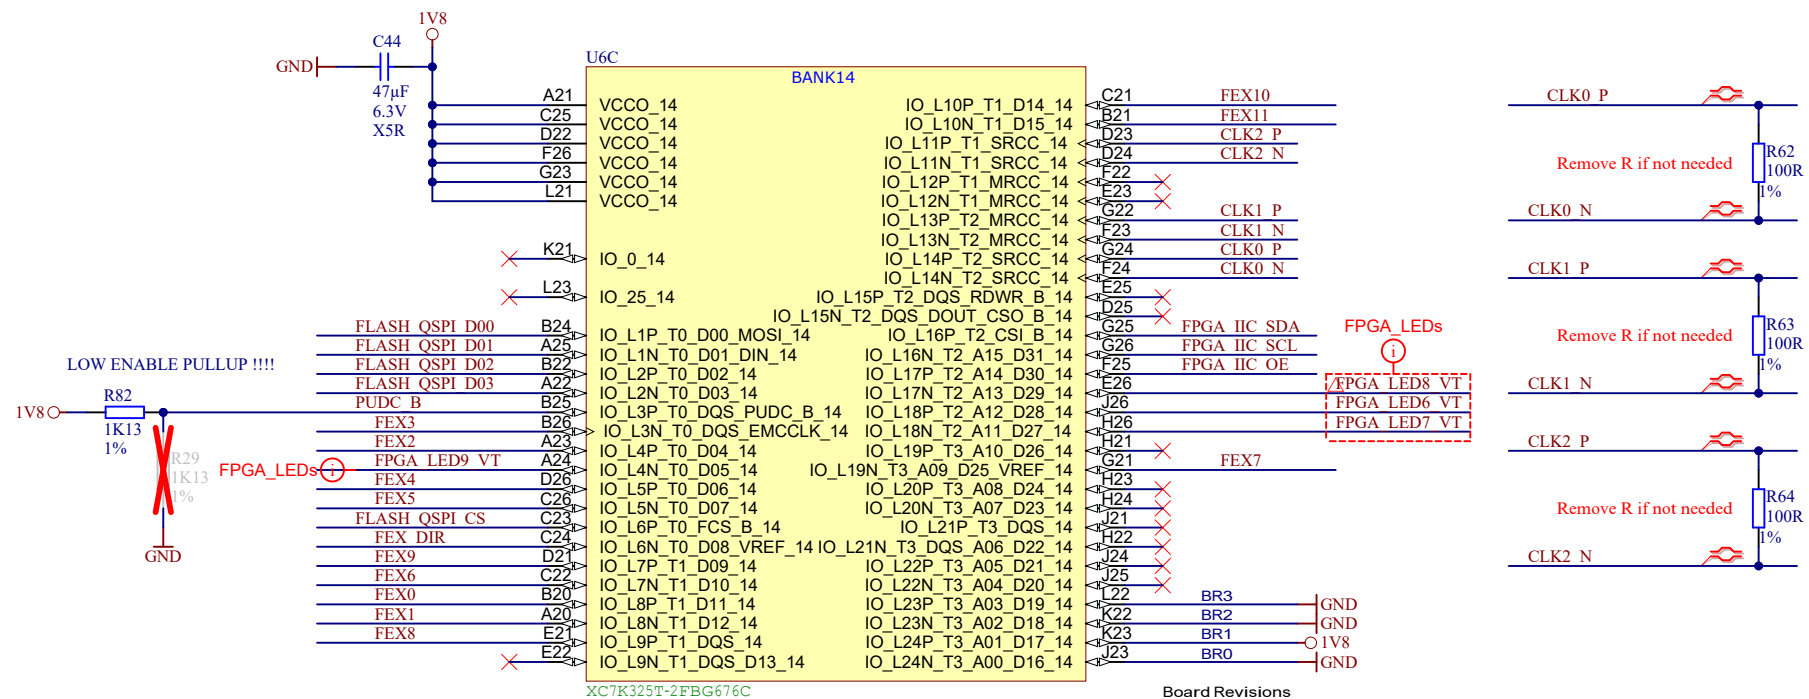 1V8
C44
GND
47µF
6.3V
X5R
U6C
BANK14
A21 VCCO_14
C25 VCCO_14
D22 VCCO_14
F26 VCCO_14
G23 VCCO_14
L21 VCCO_14
K21 IO_0_14
L23 IO_25_14
FLASH_QSPI_D00 B24 IO_L1P_T0_D00_MOSI_14
FLASH_QSPI_D01 A25 IO_L1N_T0_D01_DIN_14
FLASH_QSPI_D02 B22 IO_L2P_T0_D02_14
FLASH_QSPI_D03 A22 IO_L2N_T0_D03_14
PUDC_B B25 IO_L3P_T0_DQS_PUDC_B_14
FEX3 B26 IO_L3N_T0_DQS_EMCCLK_14
FEX2 A23 IO_L4P_T0_D04_14
FPGA_LEDs i FPGA_LED9_VT A24 IO_L4N_T0_D05_14
FEX4 D26 IO_L5P_T0_D06_14
FEX5 C26 IO_L5N_T0_D07_14
FLASH_QSPI_CS C23 IO_L6P_T0_FCS_B_14
FEX_DIR C24 IO_L6N_T0_D08_VREF_14
FEX9 D21 IO_L7P_T1_D09_14
FEX6 C22 IO_L7N_T1_D10_14
FEX0 B20 IO_L8P_T1_D11_14
FEX1 A20 IO_L8N_T1_D12_14
FEX8 E21 IO_L9P_T1_DQS_14
E22 IO_L9N_T1_DQS_D13_14
LOW ENABLE PULLUP !!!!
R82
1V8
1K13
1%
R29
1K13
1%
GND
IO_L10P_T1_D14_14 C21 FEX10
IO_L10N_T1_D15_14 B21 FEX11
IO_L11P_T1_SRCC_14 D23 CLK2_P
IO_L11N_T1_SRCC_14 D24 CLK2_N
IO_L12P_T1_MRCC_14 F22
IO_L12N_T1_MRCC_14 E23
IO_L13P_T2_MRCC_14 G22 CLK1_P
IO_L13N_T2_MRCC_14 F23 CLK1_N
IO_L14P_T2_SRCC_14 G24 CLK0_P
IO_L14N_T2_SRCC_14 F24 CLK0_N
IO_L15P_T2_DQS_RDWR_B_14 E25
IO_L15N_T2_DQS_DOUT_CSO_B_14 D25
IO_L16P_T2_CSI_B_14 G25 FPGA_IIC_SDA
IO_L16N_T2_A15_D31_14 G26 FPGA_IIC_SCL
IO_L17P_T2_A14_D30_14 F25 FPGA_IIC_OE
IO_L17N_T2_A13_D29_14 E26 FPGA_LED8_VT
IO_L18P_T2_A12_D28_14 J26 FPGA_LED6_VT
IO_L18N_T2_A11_D27_14 H26 FPGA_LED7_VT
IO_L19P_T3_A10_D26_14 H21
IO_L19N_T3_A09_D25_VREF_14 G21 FEX7
IO_L20P_T3_A08_D24_14 H23
IO_L20N_T3_A07_D23_14 H24
IO_L21P_T3_DQS_14 J21
IO_L21N_T3_DQS_A06_D22_14 H22
IO_L22P_T3_A05_D21_14 J24
IO_L22N_T3_A04_D20_14 J25
IO_L23P_T3_A03_D19_14 L22 BR3 GND
IO_L23N_T3_A02_D18_14 K22 BR2 GND
IO_L24P_T3_A01_D17_14 K23 BR1 1V8
IO_L24N_T3_A00_D16_14 J23 BR0 GND
FPGA_LEDs
i
XC7K325T-2FBG676C
Board Revisions
CLK0_P
Remove R if not needed
R62
100R
1%
CLK0_N
CLK1_P
Remove R if not needed
R63
100R
1%
CLK1_N
CLK2_P
Remove R if not needed
R64
100R
1%
CLK2_N